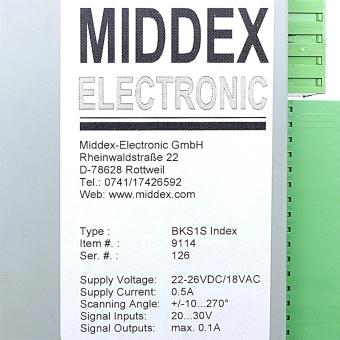 MIDDEX
ELECTRONIC
Middex-Electronic GmbH
Rheinwaldstraße 22
D-78628 Rottweil
Tel.: 0741/17426592
Web: www.middex.com
Type : BKS1S Index
Item #. : 9114
Ser. #. : 126
Supply Voltage: 22-26VDC/18VAC
Supply Current: 0.5A
Scanning Angle: +/-10...270°
Signal Inputs: 20...30V
Signal Outputs: max. 0.1A